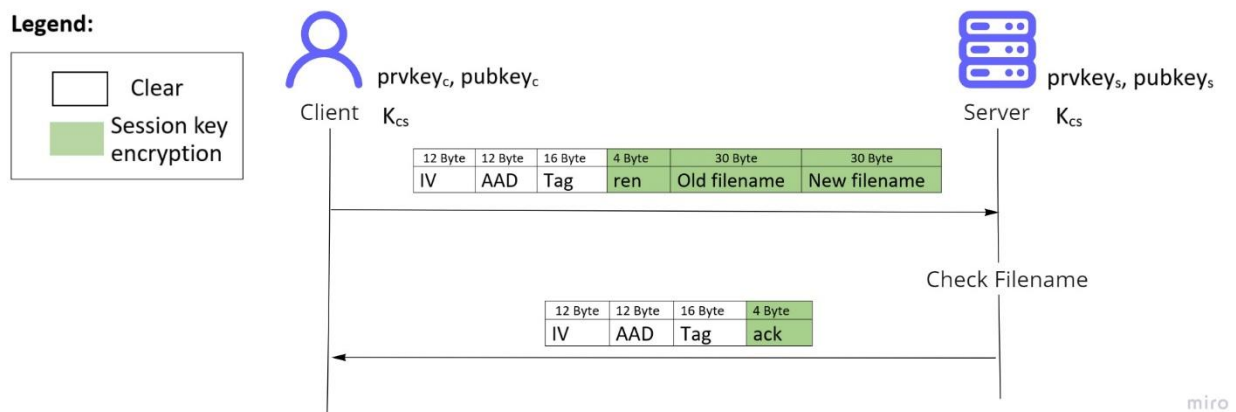 Legend:
Clear
Session key
encryption
prvkeyc, pubkeyc
Client Kcs
prvkeys, pubkeys
Server Kcs
12 Byte 12 Byte 16 Byte 4 Byte 30 Byte 30 Byte
IV AAD Tag ren Old filename New filename
Check Filename
12 Byte 12 Byte 16 Byte 4 Byte
IV AAD Tag ack
miro